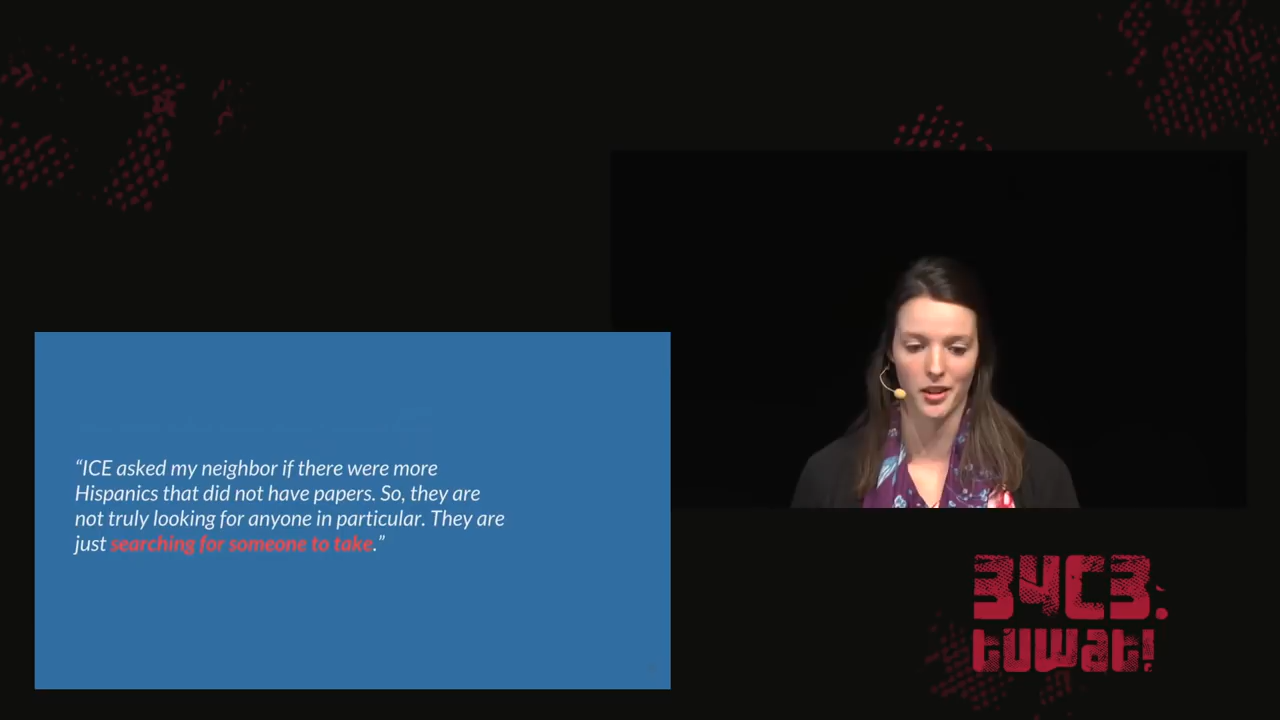 “ICE asked my neighbor if there were more
Hispanics that did not have papers. So, they are
not truly looking for anyone in particular. They are
just searching for someone to take.”
34C3.
tuwat!